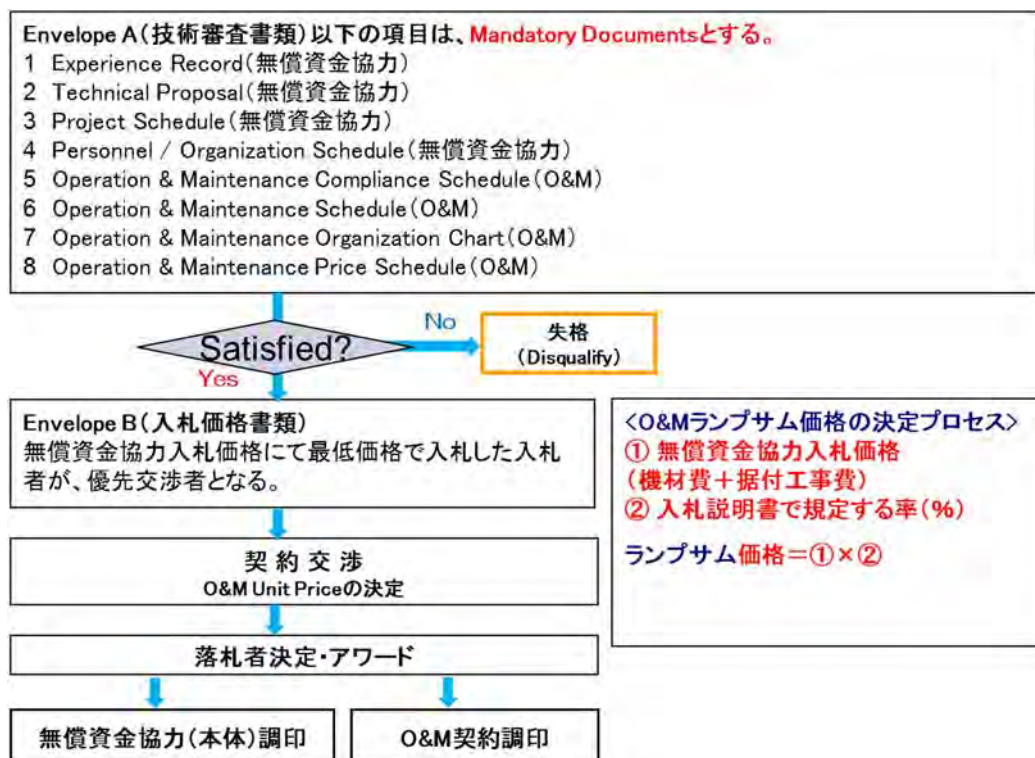 Envelope A(技術審査書類)以下の項目は、Mandatory Documentsとする。
1 Experience Record(無償資金協力)
2 Technical Proposal(無償資金協力)
3 Project Schedule(無償資金協力)
4 Personnel / Organization Schedule(無償資金協力)
5 Operation & Maintenance Compliance Schedule(O&M)
6 Operation & Maintenance Schedule(O&M)
7 Operation & Maintenance Organization Chart(O&M)
8 Operation & Maintenance Price Schedule(O&M)
Satisfied?
No
失格
(Disqualify)
Yes
Envelope B(入札価格書類)
無償資金協力入札価格にて最低価格で入札した入札
者が、優先交渉者となる。
<O&Mランプサム価格の決定プロセス>
① 無償資金協力入札価格
(機材費+据付工事費)
② 入札説明書で規定する率(%)
ランプサム価格=①×②
契 約 交 渉
O&M Unit Priceの決定
落札者決定・アワード
無償資金協力(本体)調印
O&M契約調印